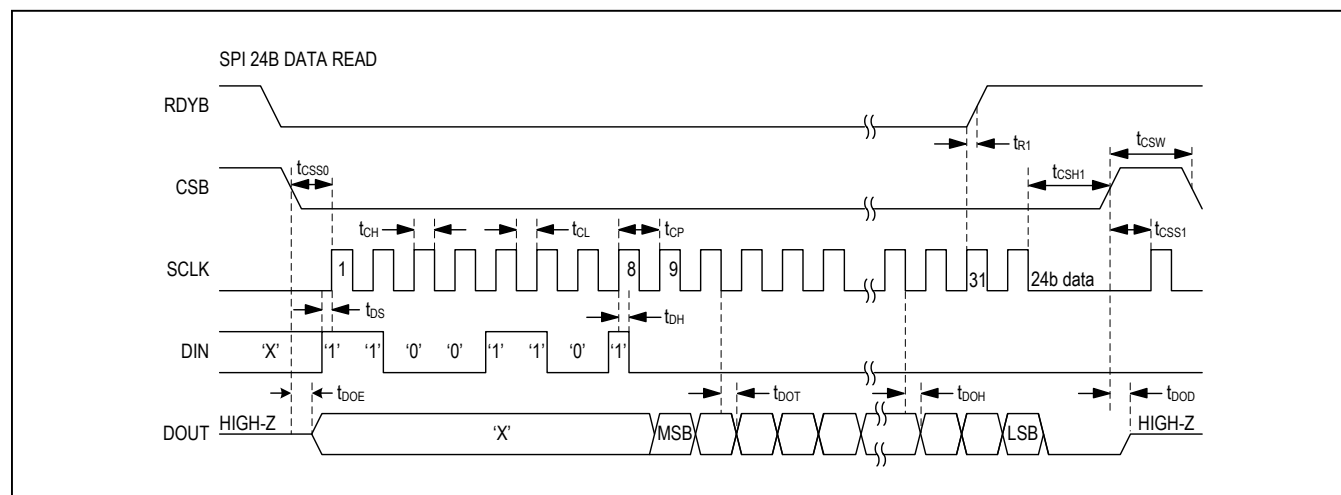 SPI 24B DATA READ
RDYB
tR1
tCSW
CSB
tCSS0
tCSH1
tCH
tCL
tCP
tCSS1
SCLK
1
8
9
31
24b data
tDS
tDH
DIN
‘X’ ‘1’ ‘1’ ‘0’ ‘0’ ‘1’ ‘1’ ‘0’ ‘1’
tDOE
tDOT
tDOH
tDOD
DOUT
HIGH-Z
‘X’
MSB
LSB
HIGH-Z